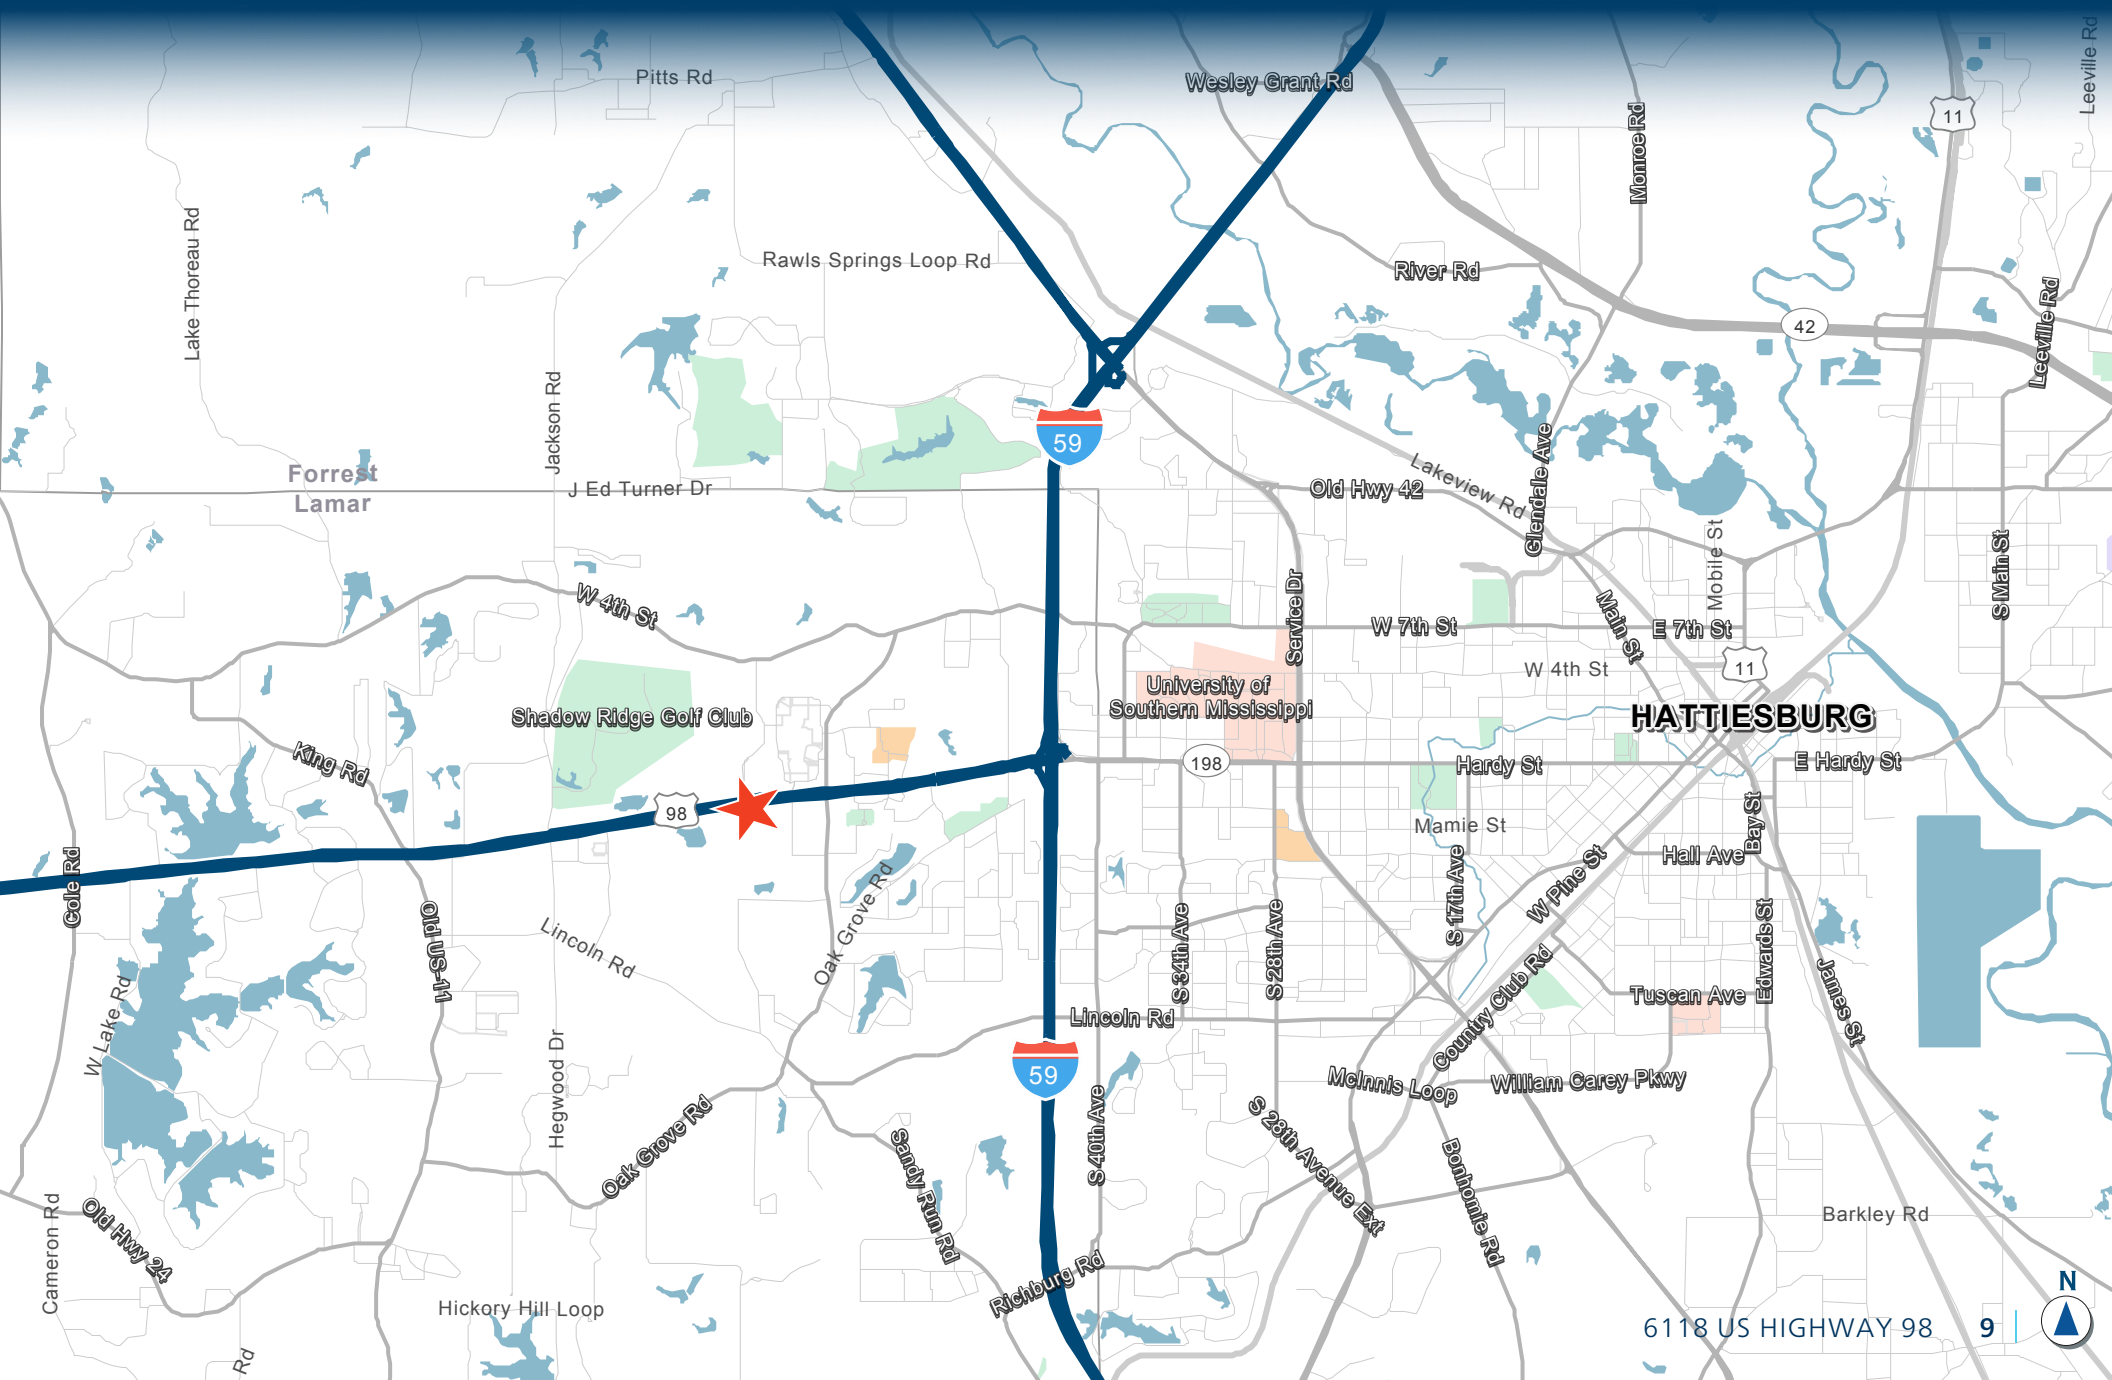 Pitts Rd
Wesley Grant Rd
Leeville Rd
11
Monroe Rd
Lake Thoreau Rd
Rawls Springs Loop Rd
River Rd
42
Leeville Rd
Jackson Rd
59
Forrest
Lamar
J Ed Turner Dr
Old Hwy 42
Lakeview Rd
Glendale Ave
Mobile St
S Main St
W 4th St
Service Dr
W 7th St
Main St
E 7th St
W 4th St
11
University of
Southern Mississippi
Shadow Ridge Golf Club
HATTIESBURG
King Rd
198
Hardy St
E Hardy St
98
Mamie St
Bay St
Hall Ave
Cole Rd
Old US-11
Lincoln Rd
Oak Grove Rd
S 34th Ave
S 28th Ave
S 17th Ave
W Pine St
Edwards St
James St
W Lake Rd
Lincoln Rd
Country Club Rd
Tuscan Ave
59
Hegwood Dr
Oak Grove Rd
S 40th Ave
McInnis Loop
William Carey Pkwy
Sandy Run Rd
S 28th Avenue Ext
Bonhomie Rd
Barkley Rd
Cameron Rd
Old Hwy 24
Richburg Rd
Hickory Hill Loop
Rd
N
6118 US HIGHWAY 98 9